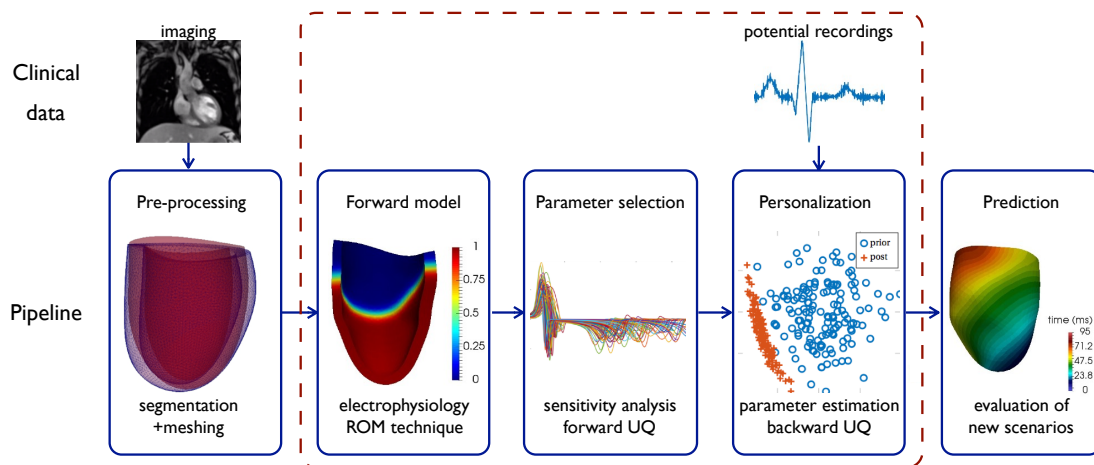 imaging
potential recordings
Clinical
data
Pipeline
Pre-processing
segmentation
+meshing
Forward model
1
0.75
0.5
0.25
0
electrophysiology
ROM technique
Parameter selection
sensitivity analysis
forward UQ
Personalization
prior
post
parameter estimation
backward UQ
Prediction
time (ms)
95
71.2
47.5
23.8
0
evaluation of
new scenarios